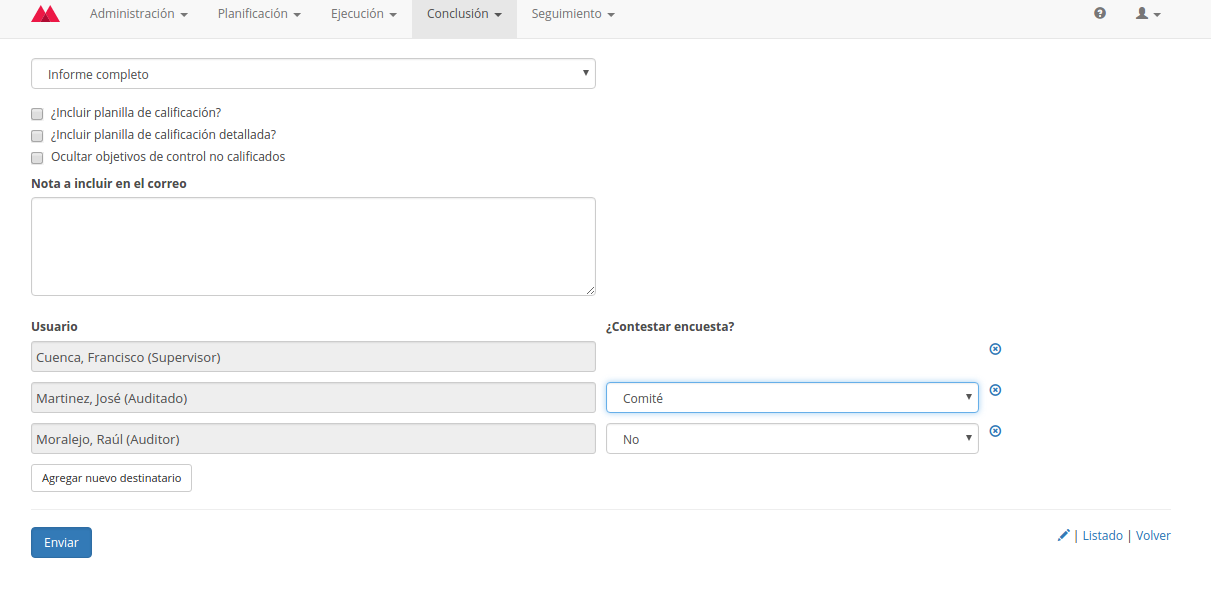 Administración Planificación Ejecución Conclusión Seguimiento
Informe completo
¿Incluir planilla de calificación?
¿Incluir planilla de calificación detallada?
Ocultar objetivos de control no calificados
Nota a incluir en el correo
Usuario ¿Contestar encuesta?
Cuenca, Francisco (Supervisor)
Martinez, José (Auditado) Comité
Moralejo, Raúl (Auditor) No
Agregar nuevo destinatario
Enviar | Listado | Volver